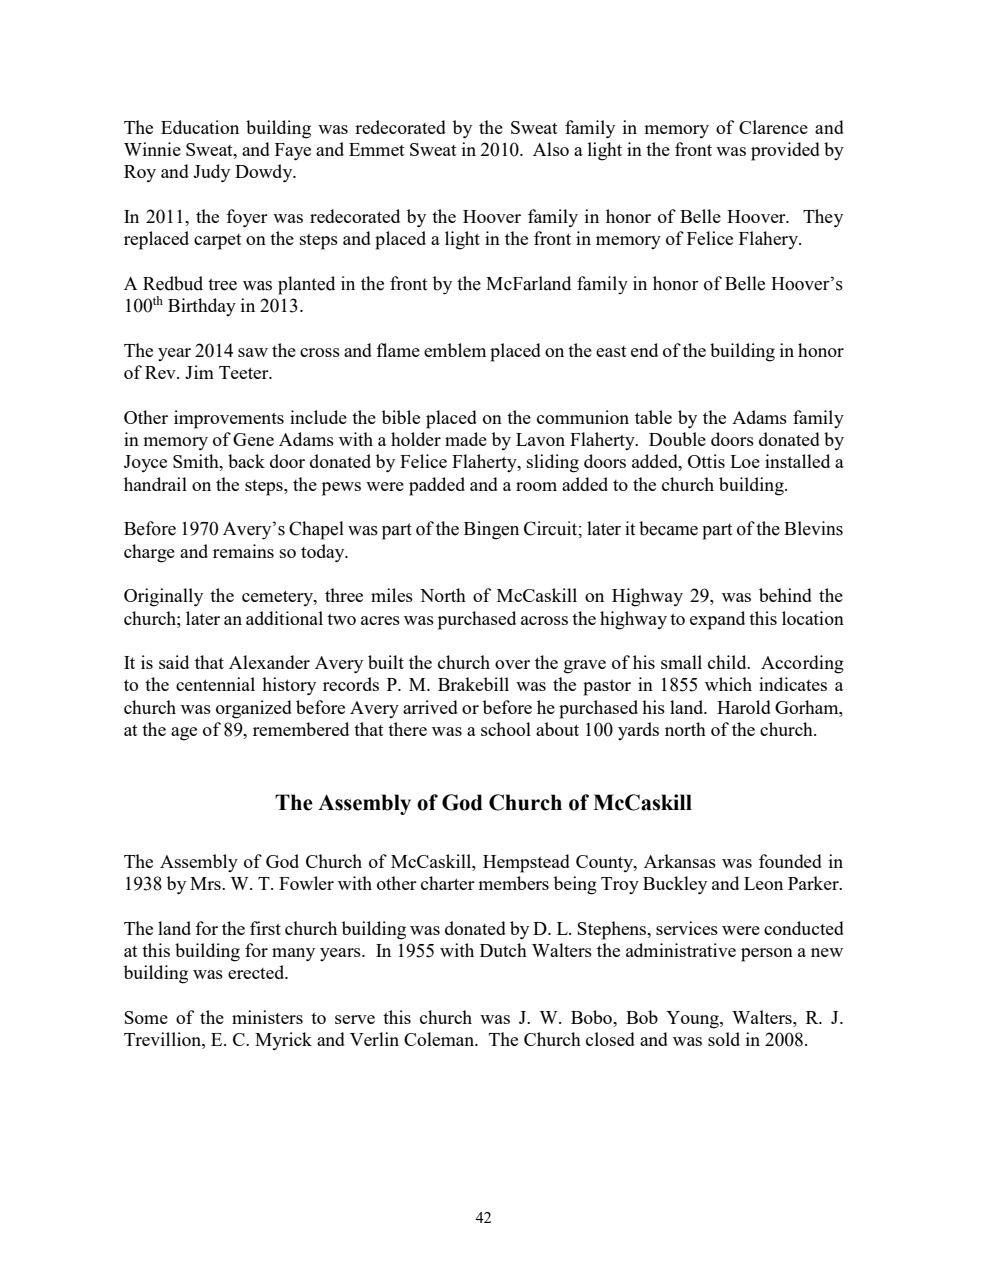 The Education building was redecorated by the Sweat family in memory of Clarence and
Winnie Sweat, and Faye and Emmet Sweat in 2010.  Also a light in the front was provided by
Roy and Judy Dowdy.
In 2011, the foyer was redecorated by the Hoover family in honor of Belle Hoover.  They
replaced carpet on the steps and placed a light in the front in memory of Felice Flahery.
A Redbud tree was planted in the front by the McFarland family in honor of Belle Hoover’s
100th Birthday in 2013.
The year 2014 saw the cross and flame emblem placed on the east end of the building in honor
of Rev. Jim Teeter.
Other improvements include the bible placed on the communion table by the Adams family
in memory of Gene Adams with a holder made by Lavon Flaherty.  Double doors donated by
Joyce Smith, back door donated by Felice Flaherty, sliding doors added, Ottis Loe installed a
handrail on the steps, the pews were padded and a room added to the church building.
Before 1970 Avery’s Chapel was part of the Bingen Circuit; later it became part of the Blevins
charge and remains so today.
Originally the cemetery, three miles North of McCaskill on Highway 29, was behind the
church; later an additional two acres was purchased across the highway to expand this location
It is said that Alexander Avery built the church over the grave of his small child.  According
to the centennial history records P. M. Brakebill was the pastor in 1855 which indicates a
church was organized before Avery arrived or before he purchased his land.  Harold Gorham,
at the age of 89, remembered that there was a school about 100 yards north of the church.
The Assembly of God Church of McCaskill
The Assembly of God Church of McCaskill, Hempstead County, Arkansas was founded in
1938 by Mrs. W. T. Fowler with other charter members being Troy Buckley and Leon Parker.
The land for the first church building was donated by D. L. Stephens, services were conducted
at this building for many years.  In 1955 with Dutch Walters the administrative person a new
building was erected.
Some of the ministers to serve this church was J. W. Bobo, Bob Young, Walters, R. J.
Trevillion, E. C. Myrick and Verlin Coleman.  The Church closed and was sold in 2008.
42